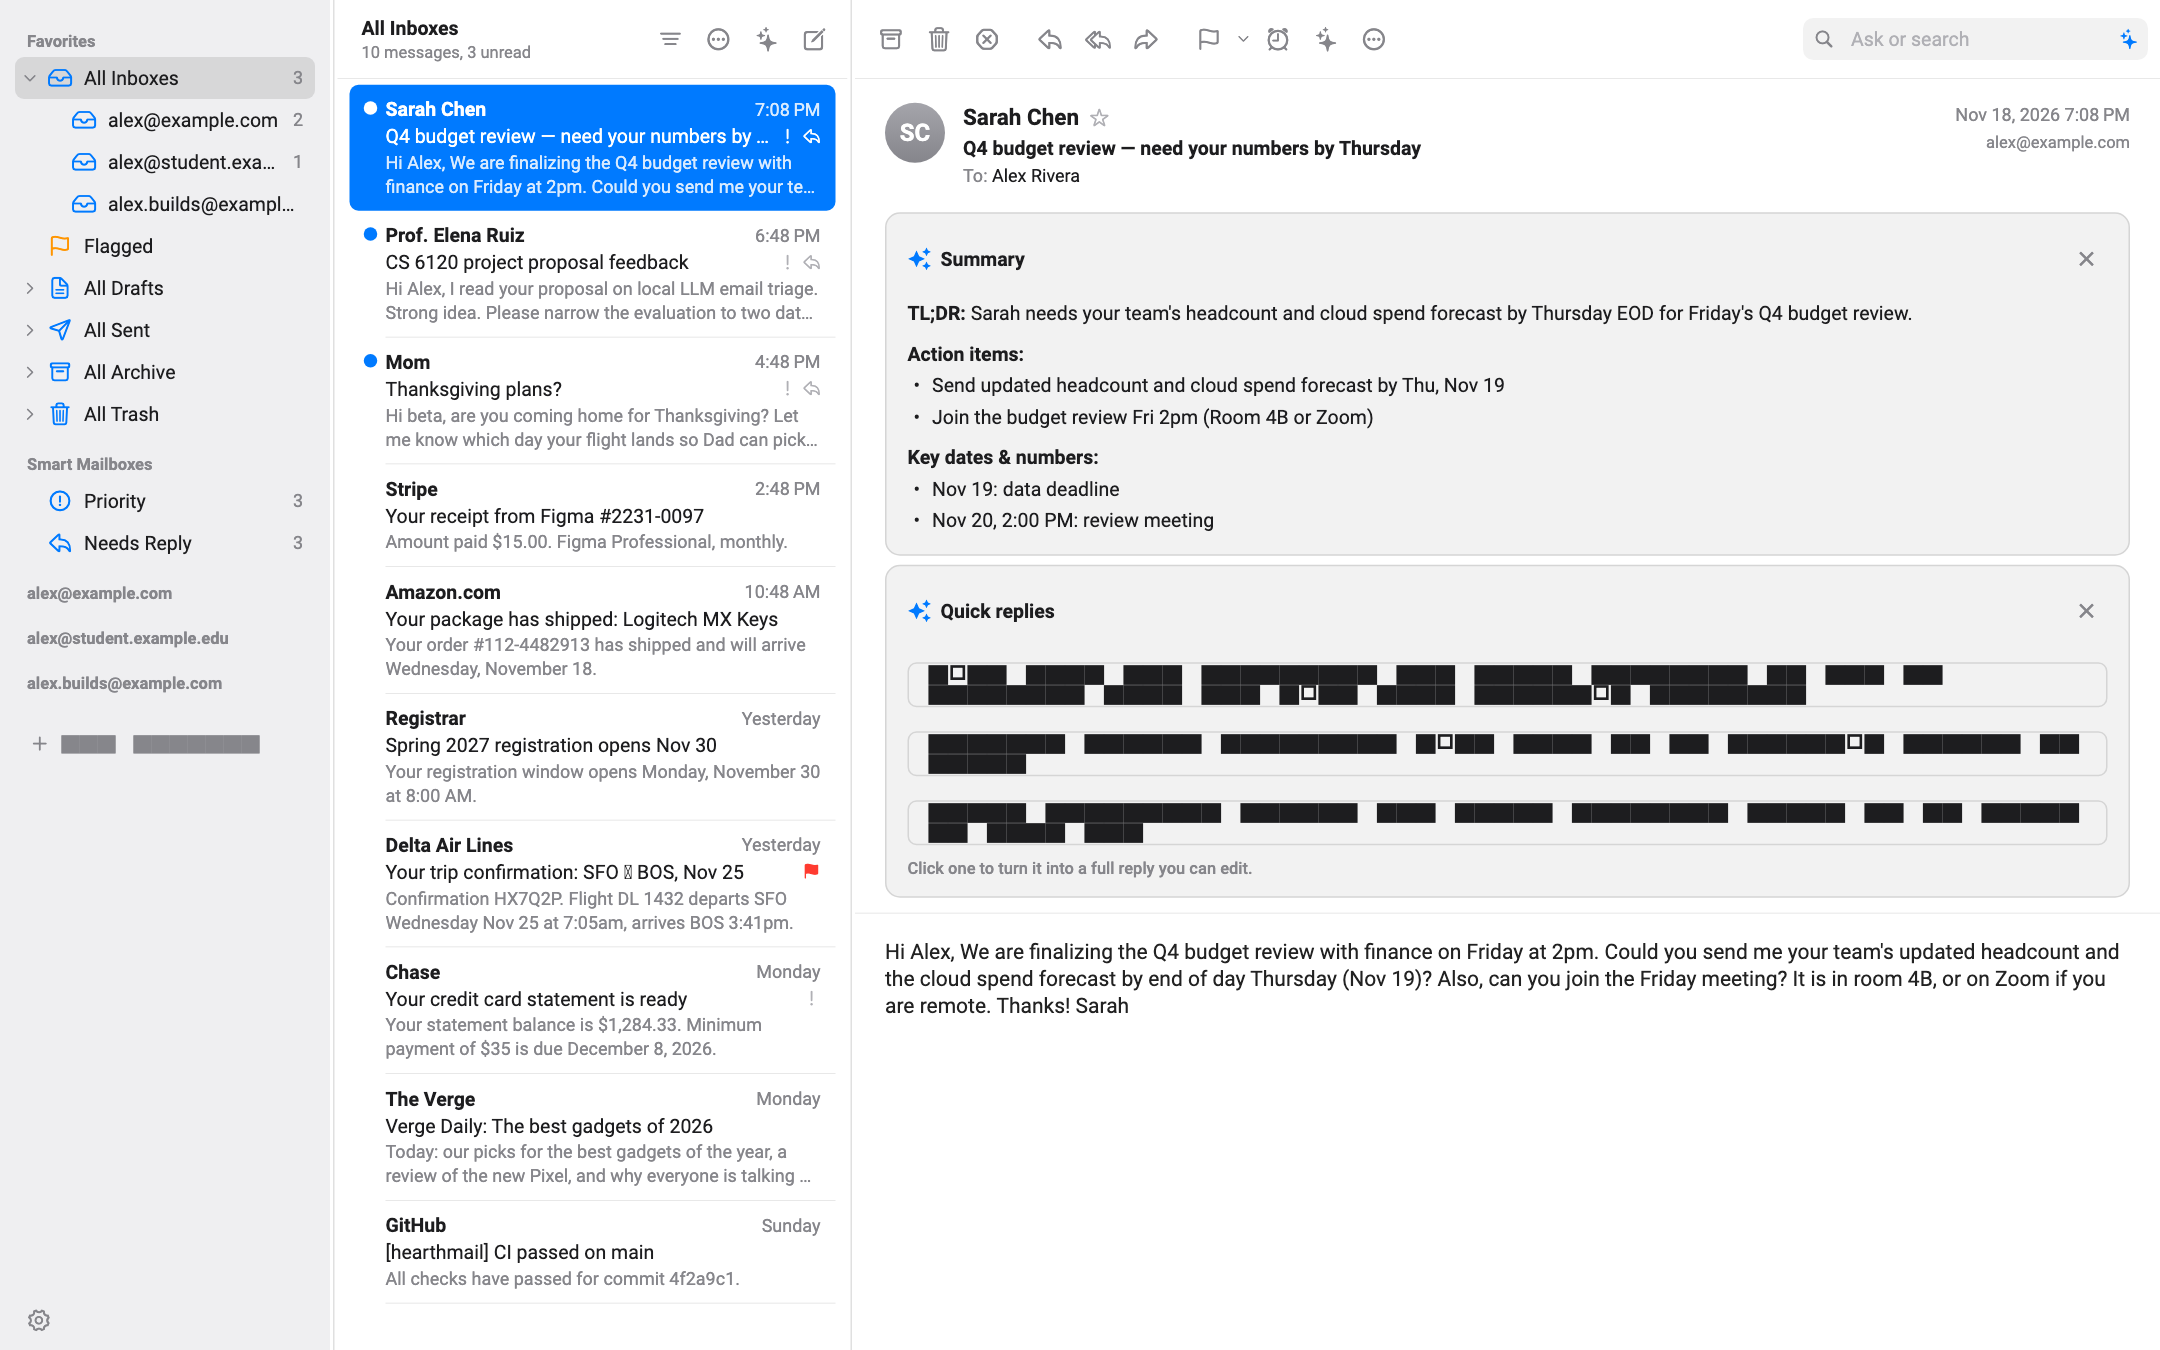 Favorites
All Inboxes 3
alex@example.com 2
alex@student.exa... 1
alex.builds@exampl...
Flagged
All Drafts
All Sent
All Archive
All Trash
Smart Mailboxes
Priority 3
Needs Reply 3
alex@example.com
alex@student.example.edu
alex.builds@example.com
All Inboxes
10 messages, 3 unread
Sarah Chen 7:08 PM
Q4 budget review — need your numbers by ... !
Hi Alex, We are finalizing the Q4 budget review with
finance on Friday at 2pm. Could you send me your te...
Prof. Elena Ruiz 6:48 PM
CS 6120 project proposal feedback !
Hi Alex, I read your proposal on local LLM email triage.
Strong idea. Please narrow the evaluation to two dat...
Mom 4:48 PM
Thanksgiving plans? !
Hi beta, are you coming home for Thanksgiving? Let
me know which day your flight lands so Dad can pick...
Stripe 2:48 PM
Your receipt from Figma #2231-0097
Amount paid $15.00. Figma Professional, monthly.
Amazon.com 10:48 AM
Your package has shipped: Logitech MX Keys
Your order #112-4482913 has shipped and will arrive
Wednesday, November 18.
Registrar Yesterday
Spring 2027 registration opens Nov 30
Your registration window opens Monday, November 30
at 8:00 AM.
Delta Air Lines Yesterday
Your trip confirmation: SFO BOS, Nov 25
Confirmation HX7Q2P. Flight DL 1432 departs SFO
Wednesday Nov 25 at 7:05am, arrives BOS 3:41pm.
Chase Monday
Your credit card statement is ready !
Your statement balance is $1,284.33. Minimum
payment of $35 is due December 8, 2026.
The Verge Monday
Verge Daily: The best gadgets of 2026
Today: our picks for the best gadgets of the year, a
review of the new Pixel, and why everyone is talking ...
GitHub Sunday
[hearthmail] CI passed on main
All checks have passed for commit 4f2a9c1.
Ask or search
SC
Sarah Chen
Nov 18, 2026 7:08 PM
alex@example.com
Q4 budget review — need your numbers by Thursday
To: Alex Rivera
Summary
TL;DR: Sarah needs your team's headcount and cloud spend forecast by Thursday EOD for Friday's Q4 budget review.
Action items:
• Send updated headcount and cloud spend forecast by Thu, Nov 19
• Join the budget review Fri 2pm (Room 4B or Zoom)
Key dates & numbers:
• Nov 19: data deadline
• Nov 20, 2:00 PM: review meeting
Quick replies
Click one to turn it into a full reply you can edit.
Hi Alex, We are finalizing the Q4 budget review with finance on Friday at 2pm. Could you send me your team's updated headcount and
the cloud spend forecast by end of day Thursday (Nov 19)? Also, can you join the Friday meeting? It is in room 4B, or on Zoom if you
are remote. Thanks! Sarah